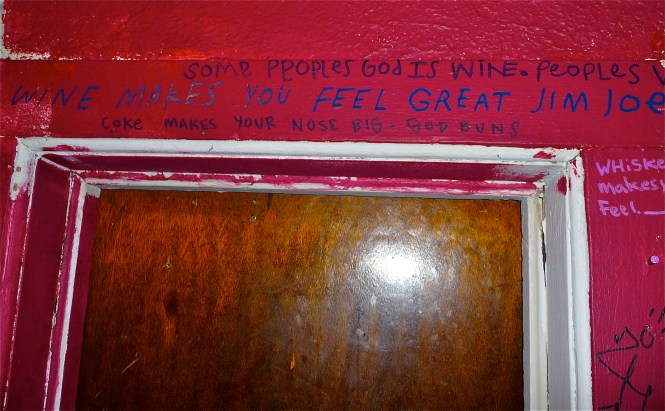 SOME PEOPLES GOD IS WINE. PEOPLES
WINE MAKES YOU FEEL GREAT JIM JOE
COKE MAKES YOUR NOSE BIG - GOD BUNS
WHISKE
makes
Feel._